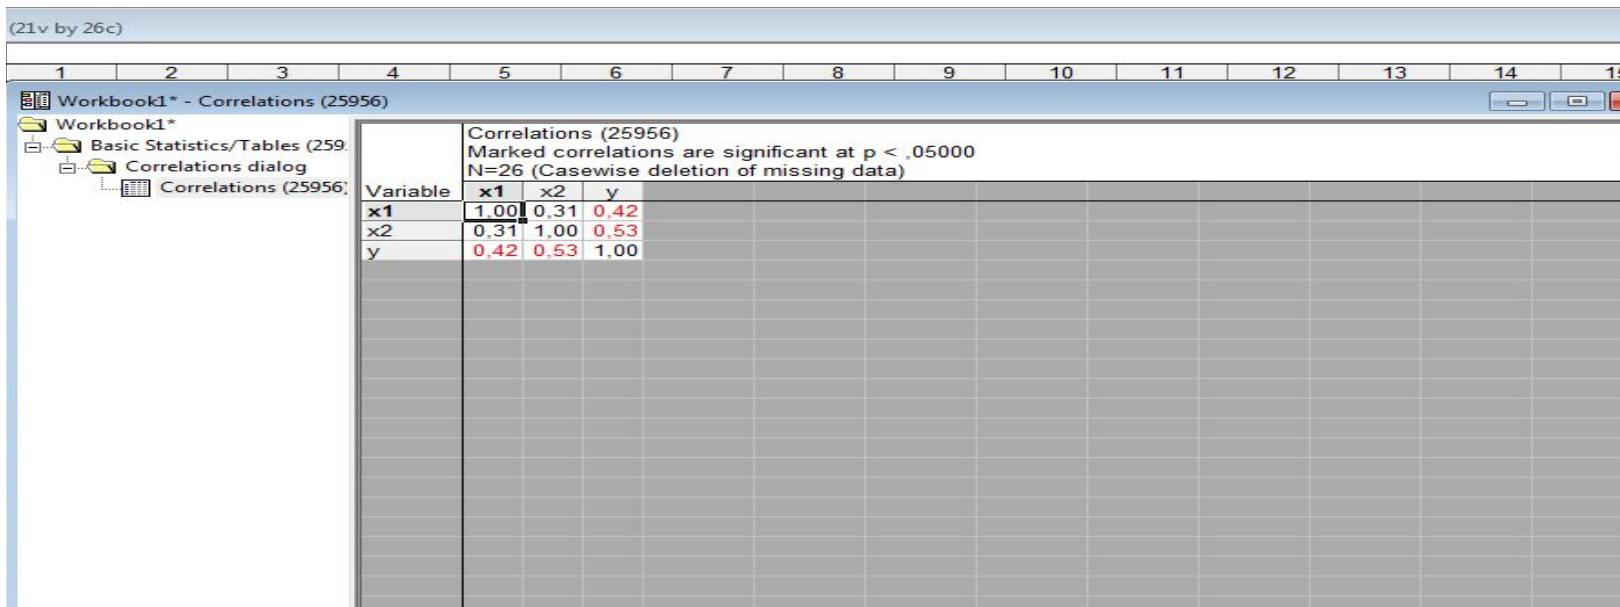 (21v by 26c)
1 2 3 4 5 6 7 8 9 10 11 12 13 14
Workbook1* - Correlations (25956)
Workbook1*
Basic Statistics/Tables (259
Correlations dialog
Correlations (25956)
Correlations (25956)
Marked correlations are significant at p < ,05000
N=26 (Casewise deletion of missing data)
Variable x1 x2 y
x1 1,00 0,31 0,42
x2 0,31 1,00 0,53
y 0,42 0,53 1,00